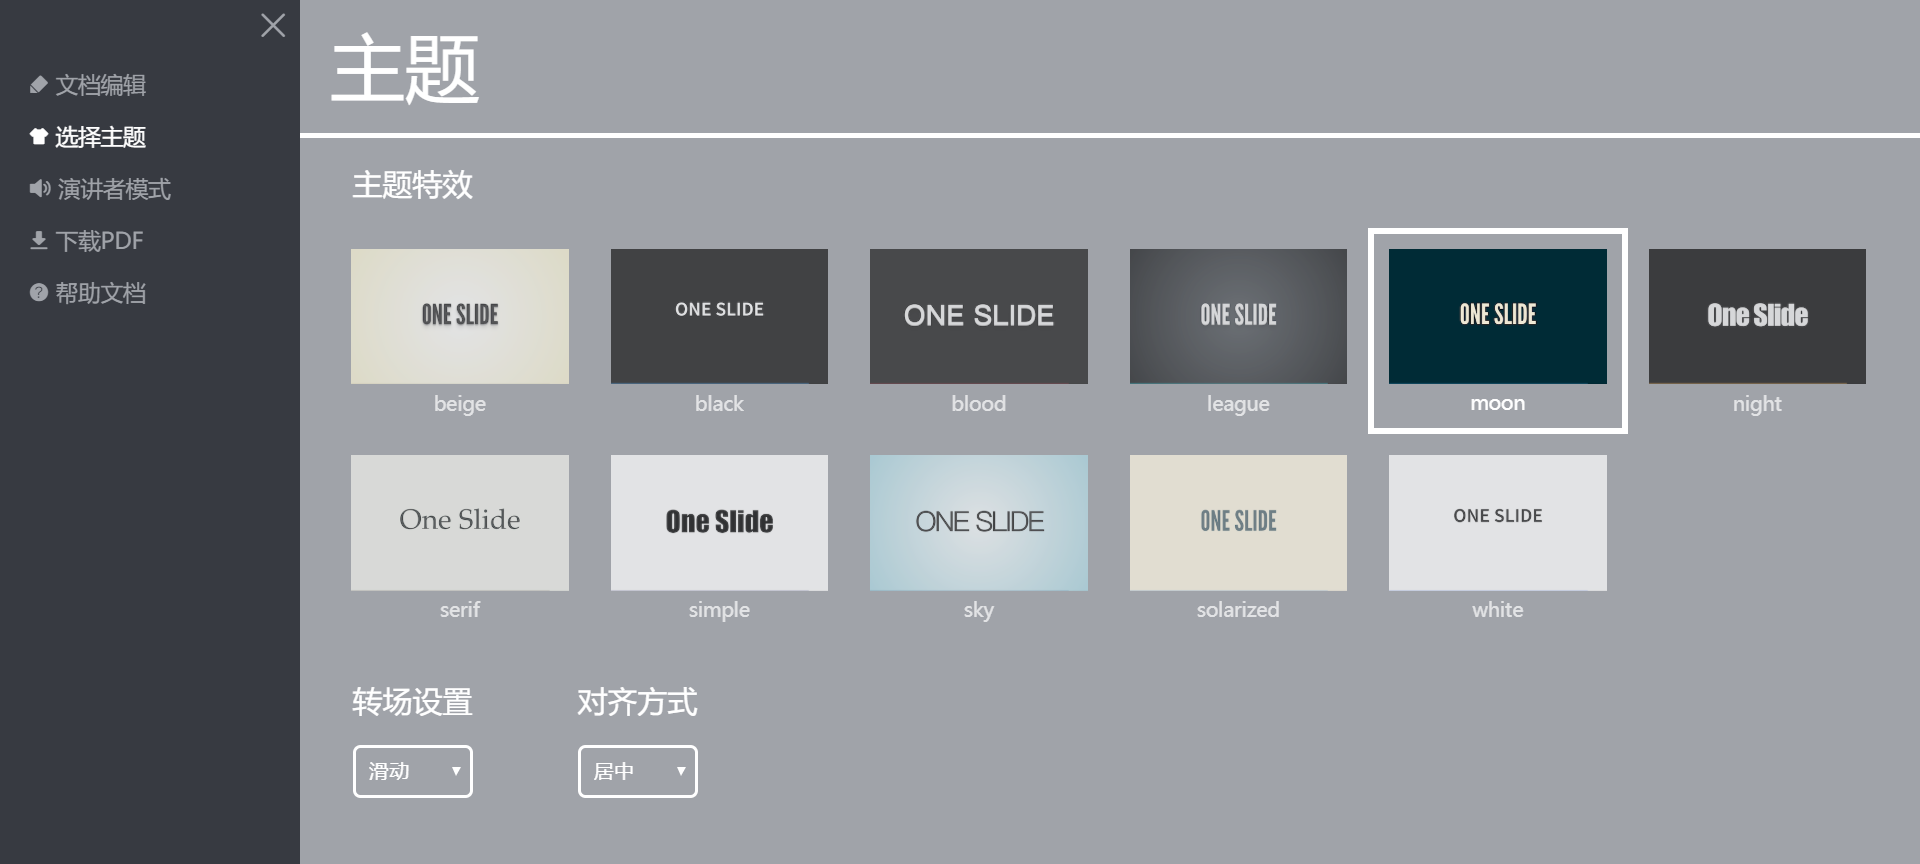 文档编辑
选择主题
演讲者模式
下载PDF
帮助文档
主题
主题特效
ONE SLIDE
beige
ONE SLIDE
black
ONE SLIDE
blood
ONE SLIDE
league
ONE SLIDE
moon
One Slide
night
One Slide
serif
One Slide
simple
ONE SLIDE
sky
ONE SLIDE
solarized
ONE SLIDE
white
转场设置
滑动
对齐方式
居中